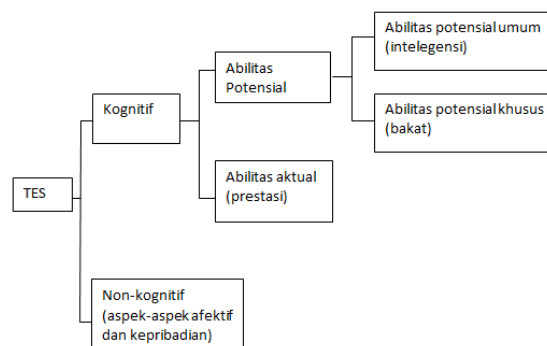 Abilitas potensial umum
(intelegensi)
Abilitas
Potensial
Kognitif
Abilitas potensial khusus
(bakat)
Abilitas aktual
(prestasi)
TES
Non-kognitif
(aspek-aspek afektif
dan kepribadian)